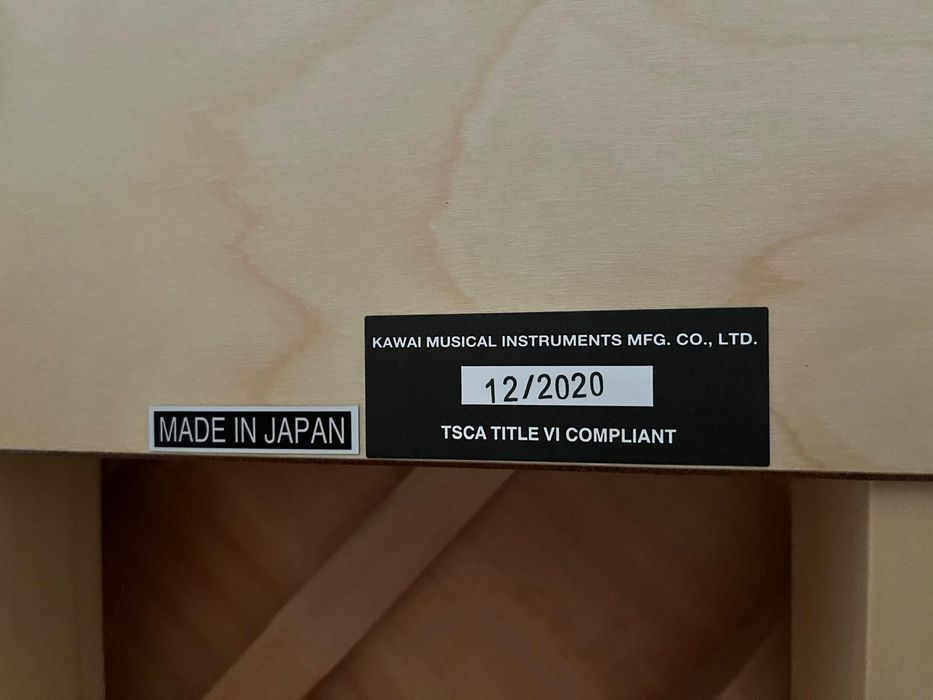 KAWAI MUSICAL INSTRUMENTS MFG. CO., LTD.
12/2020
TSCA TITLE VI COMPLIANT
MADE IN JAPAN